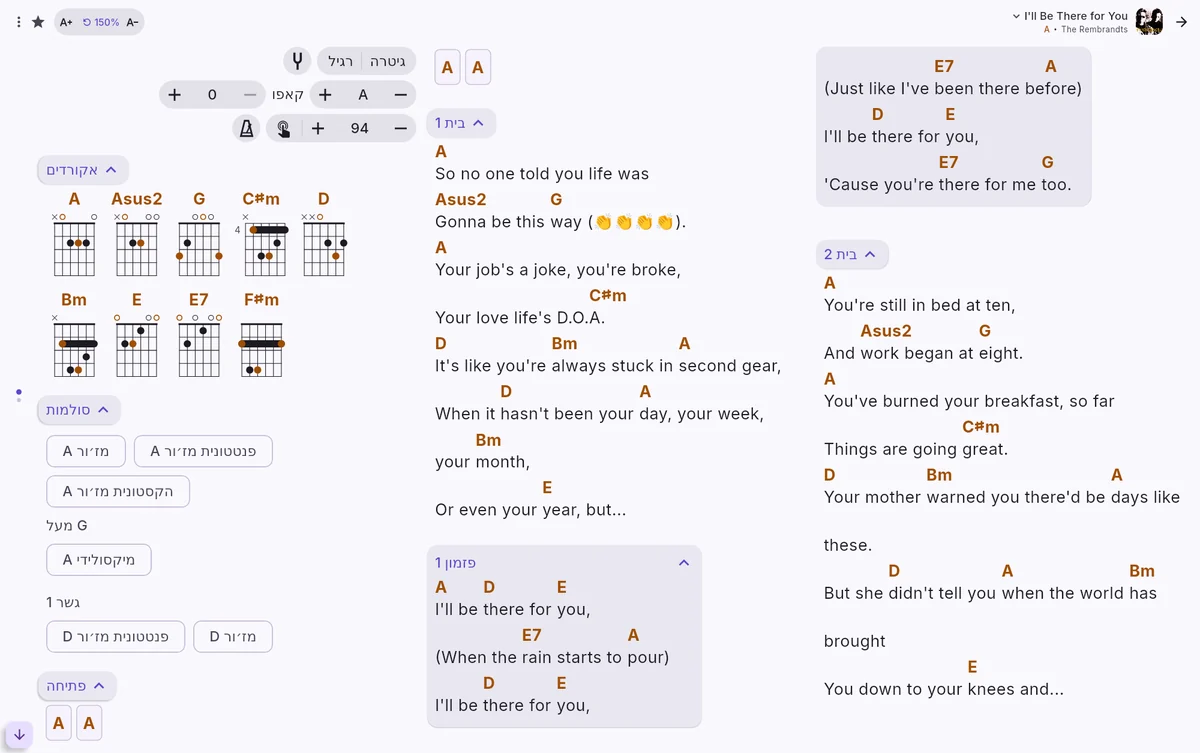 A+ 150% A−
I'll Be There for You
A • The Rembrandts
גיטרה רגיל
+ 0 − קאפו + A −
+ 94 −
אקורדים
A Asus2 G C#m D
4
Bm E E7 F#m
סולמות
A מז׳ור
A פנטטונית מז׳ור
A הקסטונית מז׳ור
מעל G
A מיקסולידי
גשר 1
D פנטטונית מז׳ור
D מז׳ור
פתיחה
A A
A A
בית 1
A
So no one told you life was
Asus2 G
Gonna be this way (👏👏👏👏).
A
Your job's a joke, you're broke,
C#m
Your love life's D.O.A.
D Bm A
It's like you're always stuck in second gear,
D A
When it hasn't been your day, your week,
Bm
your month,
E
Or even your year, but...
פזמון 1
A D E
I'll be there for you,
E7 A
(When the rain starts to pour)
D E
I'll be there for you,
E7 A
(Just like I've been there before)
D E
I'll be there for you,
E7 G
'Cause you're there for me too.
בית 2
A
You're still in bed at ten,
Asus2 G
And work began at eight.
A
You've burned your breakfast, so far
C#m
Things are going great.
D Bm A
Your mother warned you there'd be days like
these.
D A Bm
But she didn't tell you when the world has
brought
E
You down to your knees and...